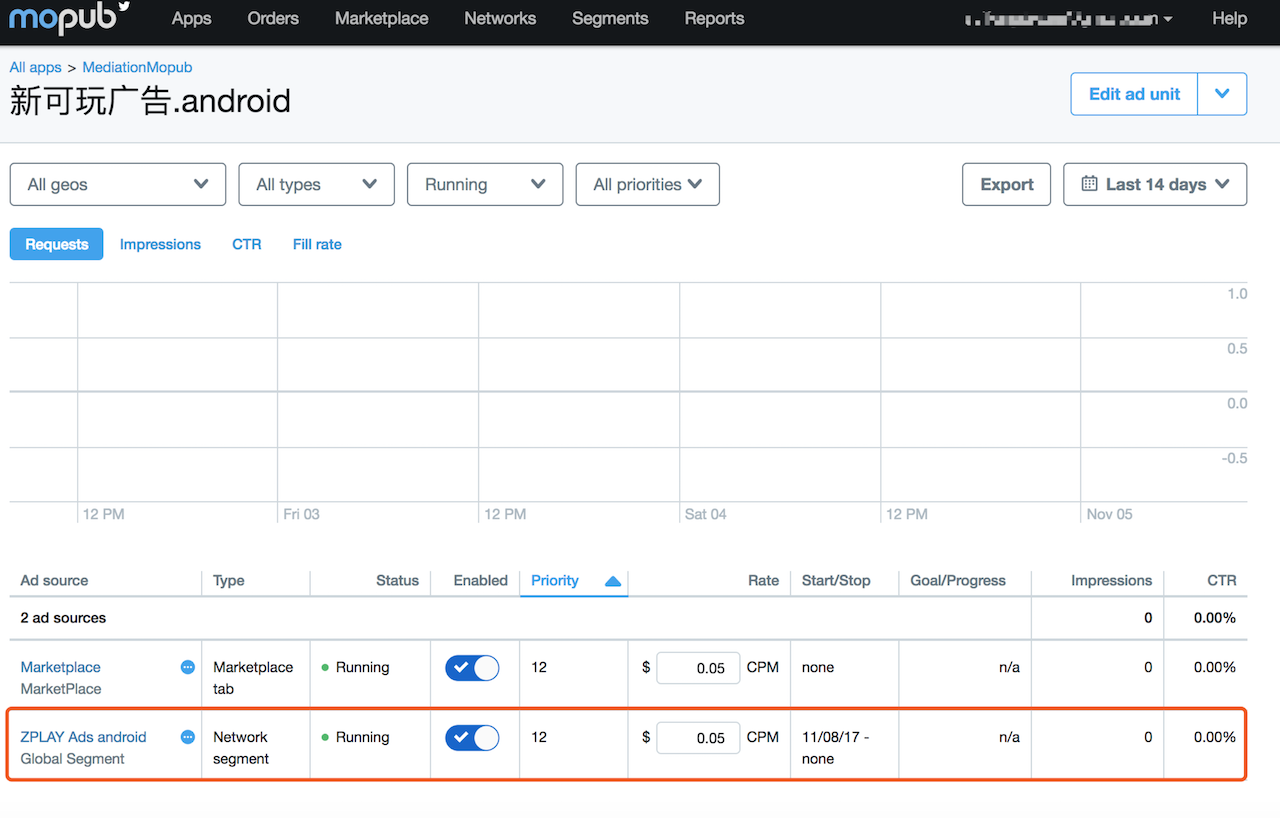 mopub Apps Orders Marketplace Networks Segments Reports Help
All apps > MediationMopub
新可玩广告.android
Edit ad unit
All geos All types Running All priorities Export Last 14 days
Requests Impressions CTR Fill rate
1.0
0.5
0.0
-0.5
12 PM Fri 03 12 PM Sat 04 12 PM Nov 05
Ad source Type Status Enabled Priority Rate Start/Stop Goal/Progress Impressions CTR
2 ad sources 0 0.00%
Marketplace Marketplace Running 12 $ 0.05 CPM none n/a 0 0.00%
MarketPlace tab
ZPLAY Ads android Network Running 12 $ 0.05 CPM 11/08/17 - n/a 0 0.00%
Global Segment segment none